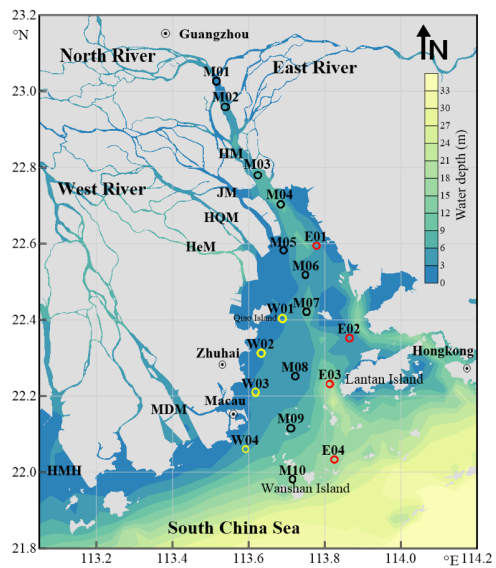 23.2
°N
Guangzhou
N
North River
East River
M01
23.0
M02
33
30
27
24
21
18
15
12
9
6
3
0
Water depth (m)
HM
M03
22.8
West River
JM
M04
HQM
E01
M05
22.6
HeM
M06
W01
M07
22.4
Qiao Island
E02
W02
Zhuhai
Hongkong
M08
E03
Lantan Island
W03
22.2
Macau
MDM
M09
W04
E04
22.0
HMH
M10
Wanshan Island
South China Sea
21.8
113.2
113.4
113.6
113.8
114.0
114.2
°E